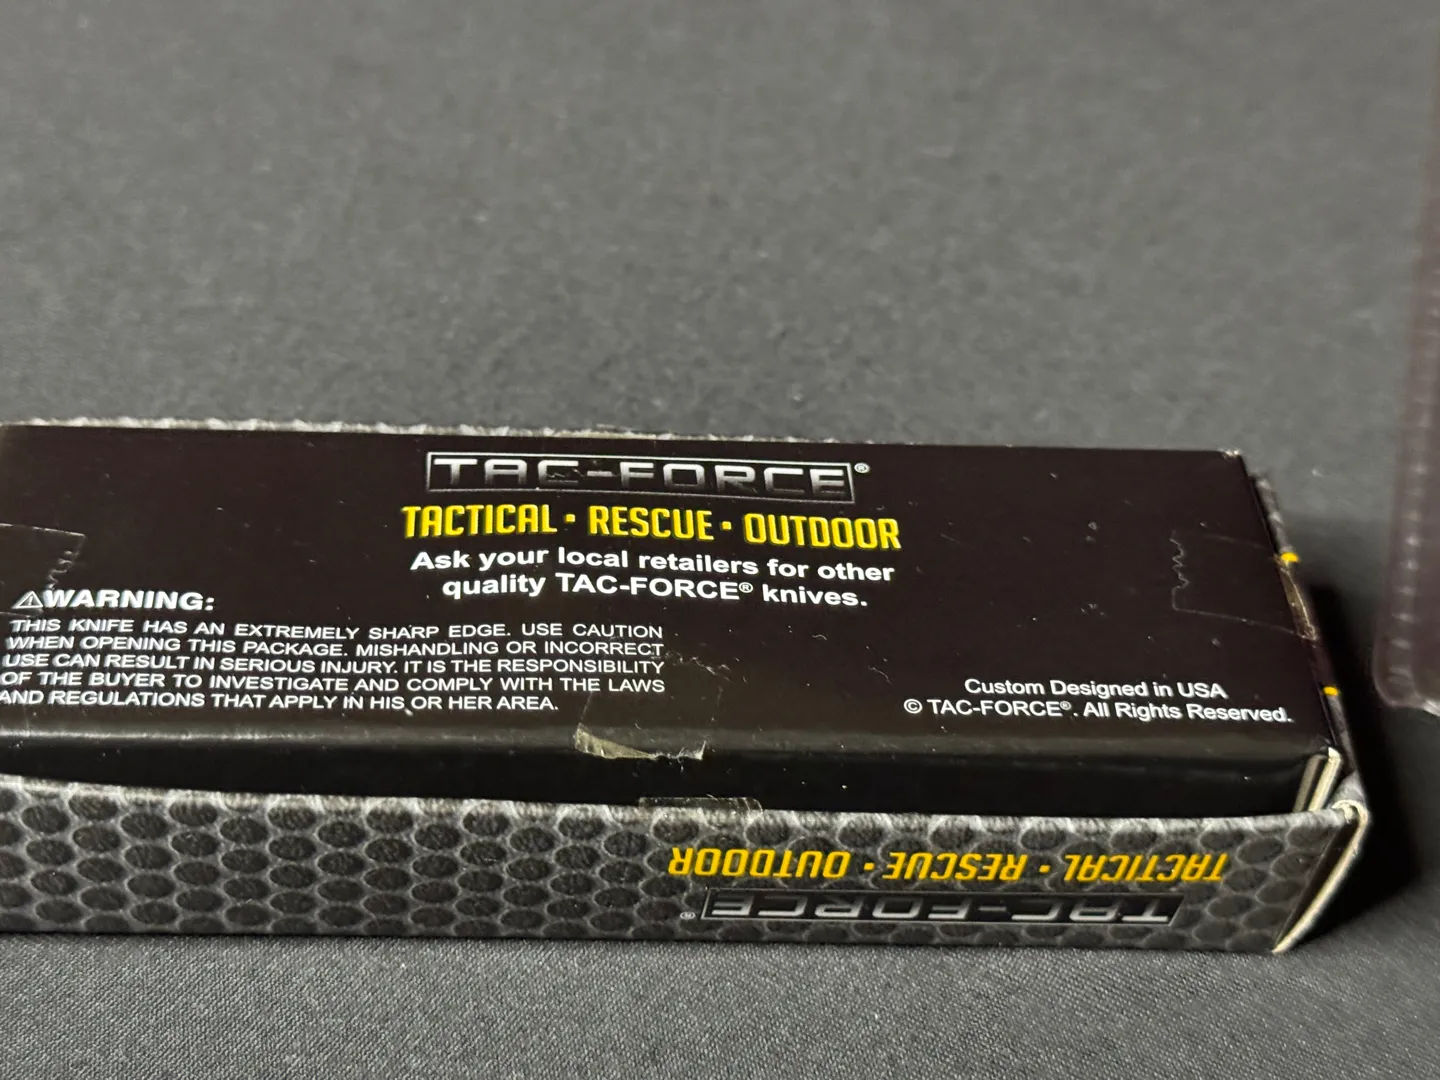 TAC-FORCE®
TACTICAL · RESCUE · OUTDOOR
Ask your local retailers for other
quality TAC-FORCE® knives.
⚠WARNING:
THIS KNIFE HAS AN EXTREMELY SHARP EDGE. USE CAUTION
WHEN OPENING THIS PACKAGE. MISHANDLING OR INCORRECT
USE CAN RESULT IN SERIOUS INJURY. IT IS THE RESPONSIBILITY
OF THE BUYER TO INVESTIGATE AND COMPLY WITH THE LAWS
AND REGULATIONS THAT APPLY IN HIS OR HER AREA.
Custom Designed in USA
© TAC-FORCE®. All Rights Reserved.
TAC-FORCE®
TACTICAL · RESCUE · OUTDOOR